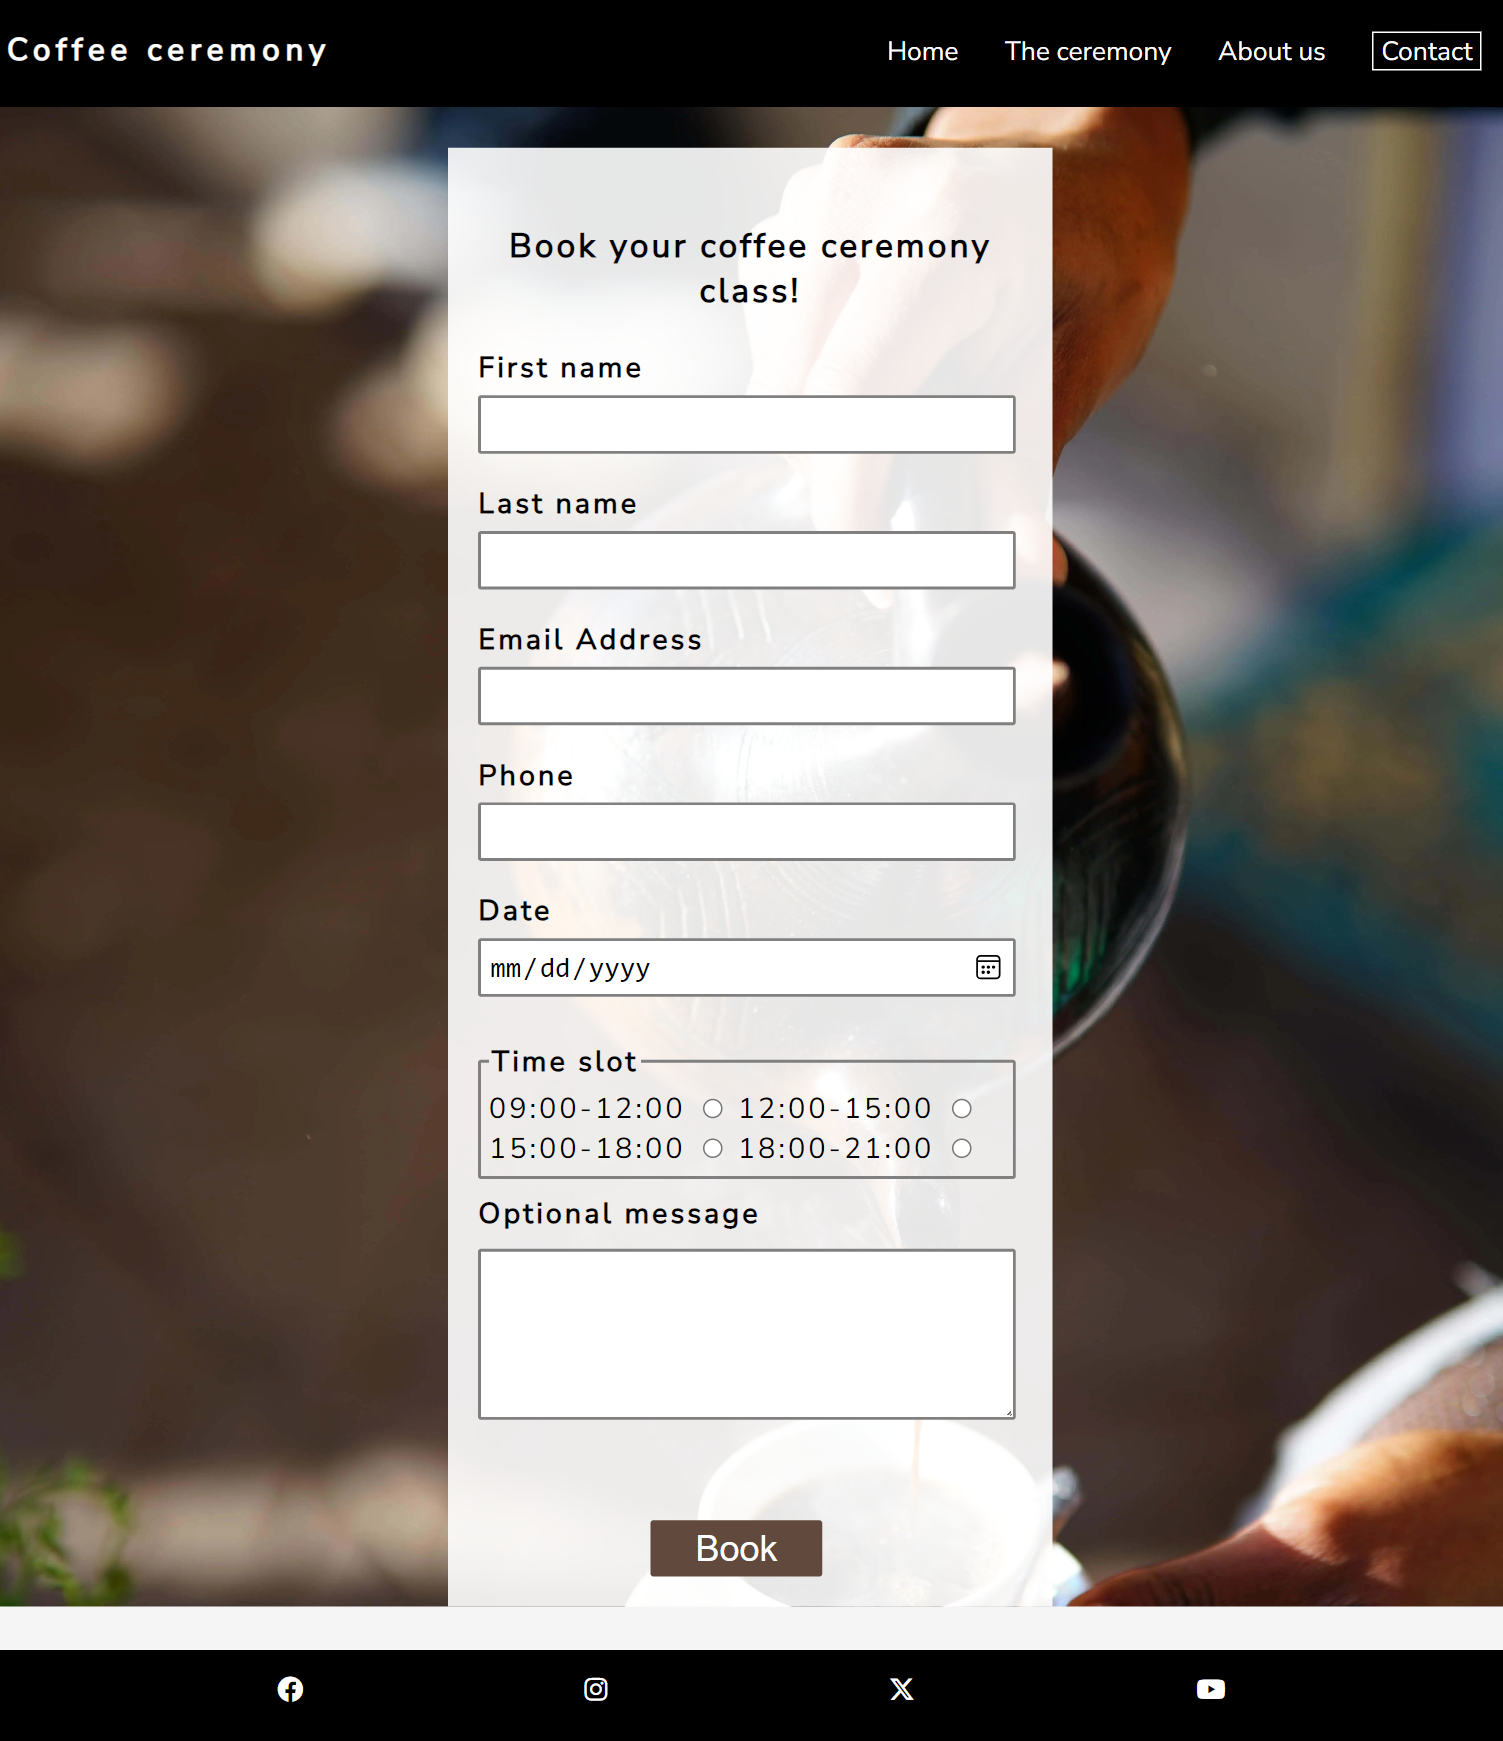 Coffee ceremony
Home The ceremony About us Contact
Book your coffee ceremony
class!
First name
Last name
Email Address
Phone
Date
mm/dd/yyyy
Time slot
09:00-12:00 12:00-15:00
15:00-18:00 18:00-21:00
Optional message
Book